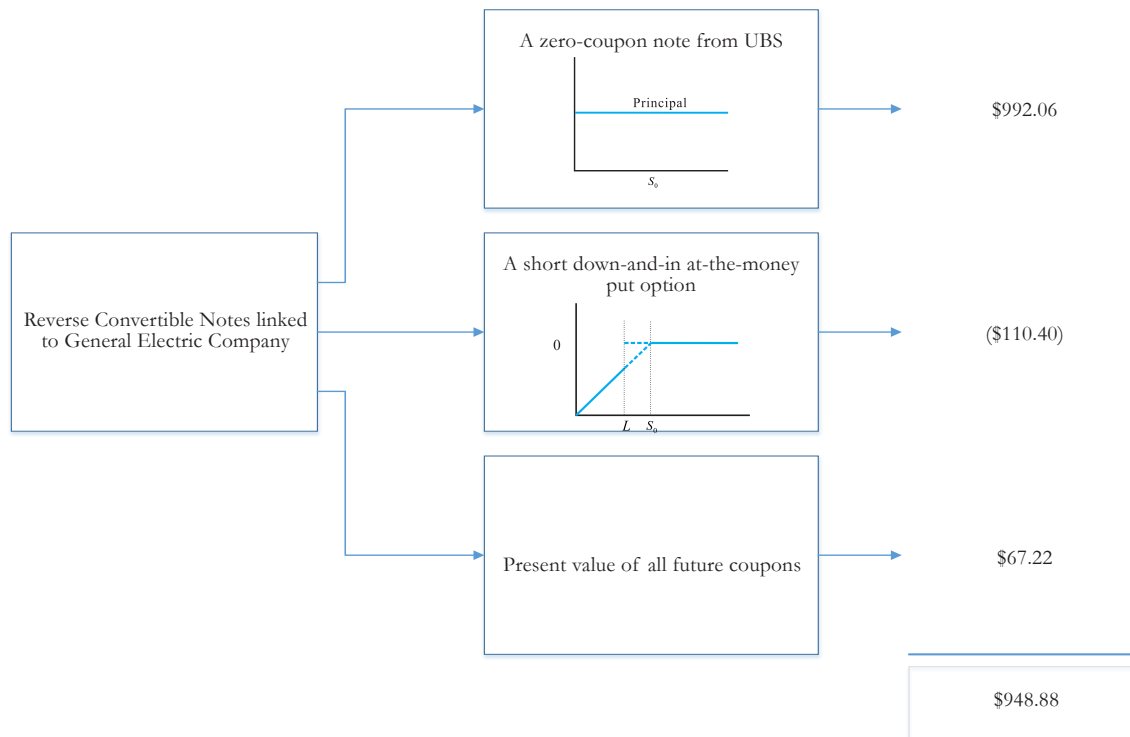 A zero-coupon note from UBS
Principal
S₀
$992.06
Reverse Convertible Notes linked
to General Electric Company
A short down-and-in at-the-money
put option
0
L S₀
($110.40)
Present value of all future coupons
$67.22
$948.88